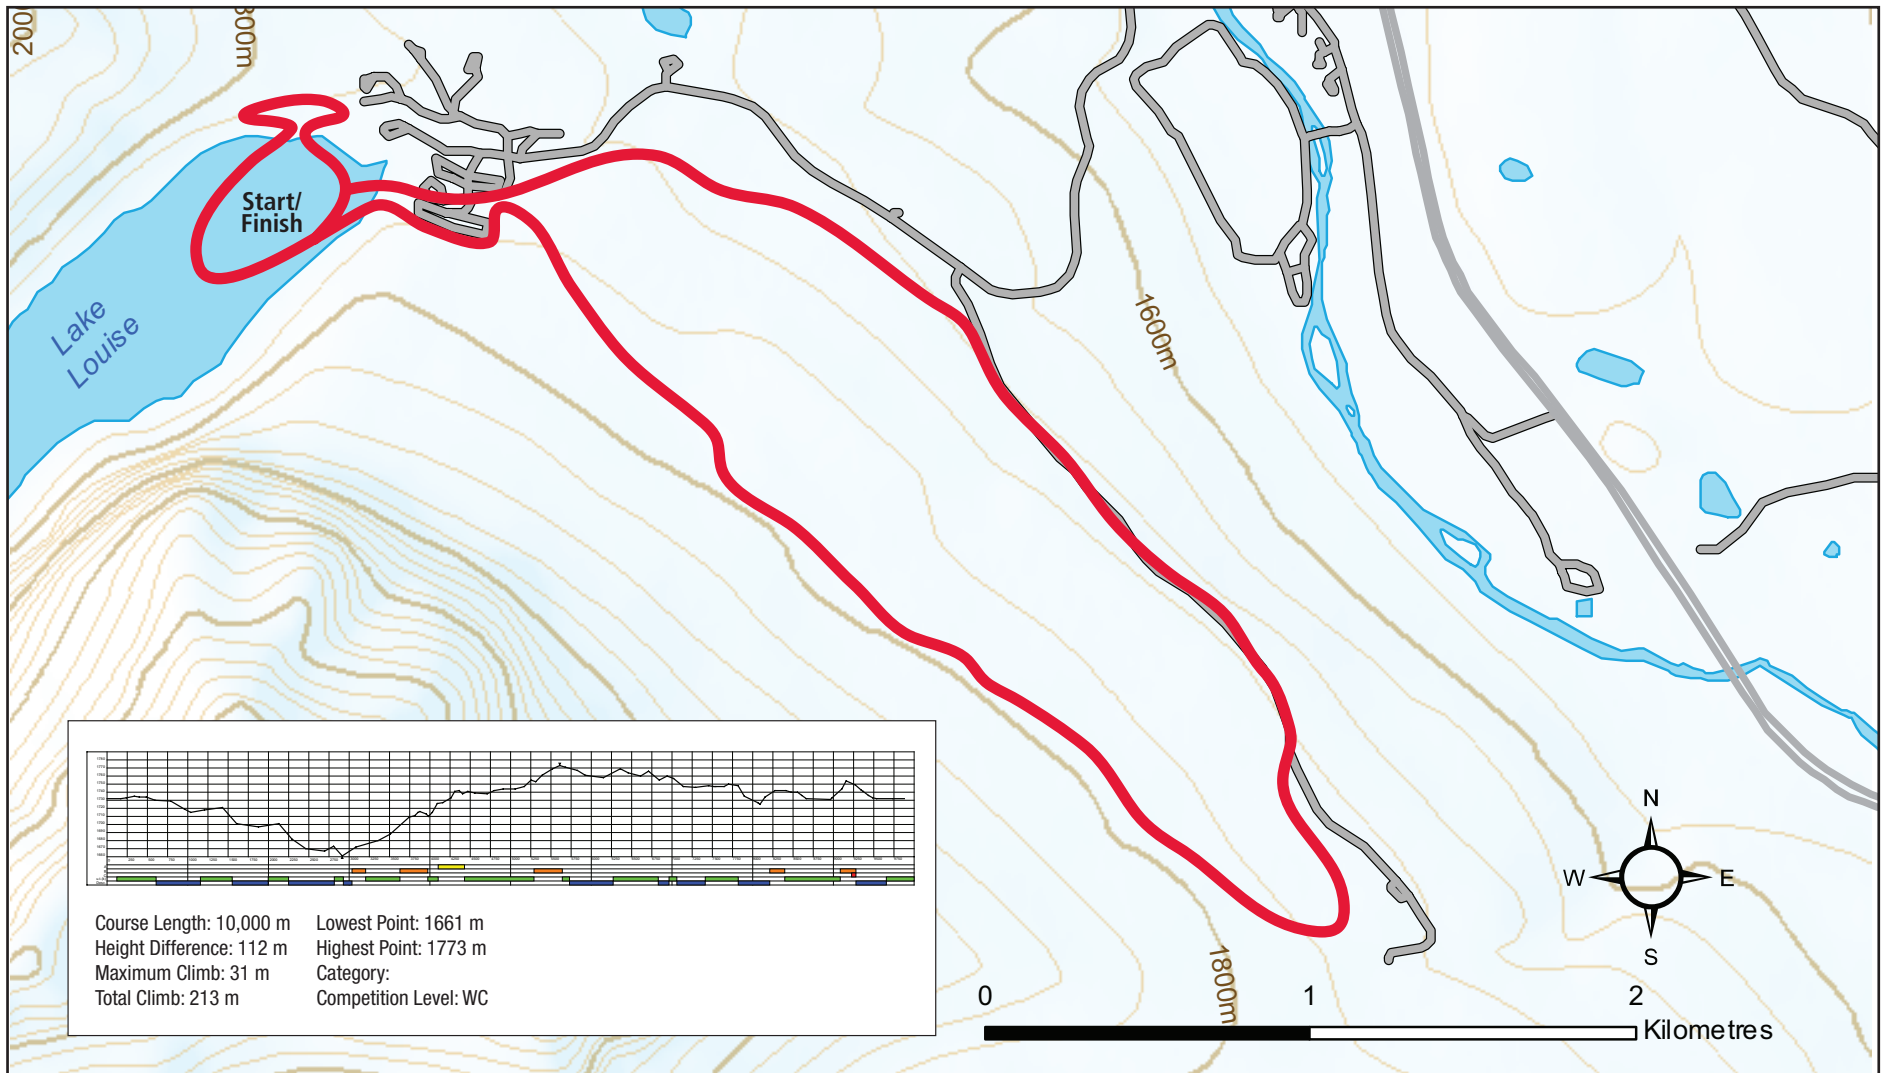 2000
800m
Start/
Finish
Lake
Louise
1600m
1800m
N
W
E
S
Course Length: 10,000 m
Height Difference: 112 m
Maximum Climb: 31 m
Total Climb: 213 m
Lowest Point: 1661 m
Highest Point: 1773 m
Category:
Competition Level: WC
0
1
2
Kilometres